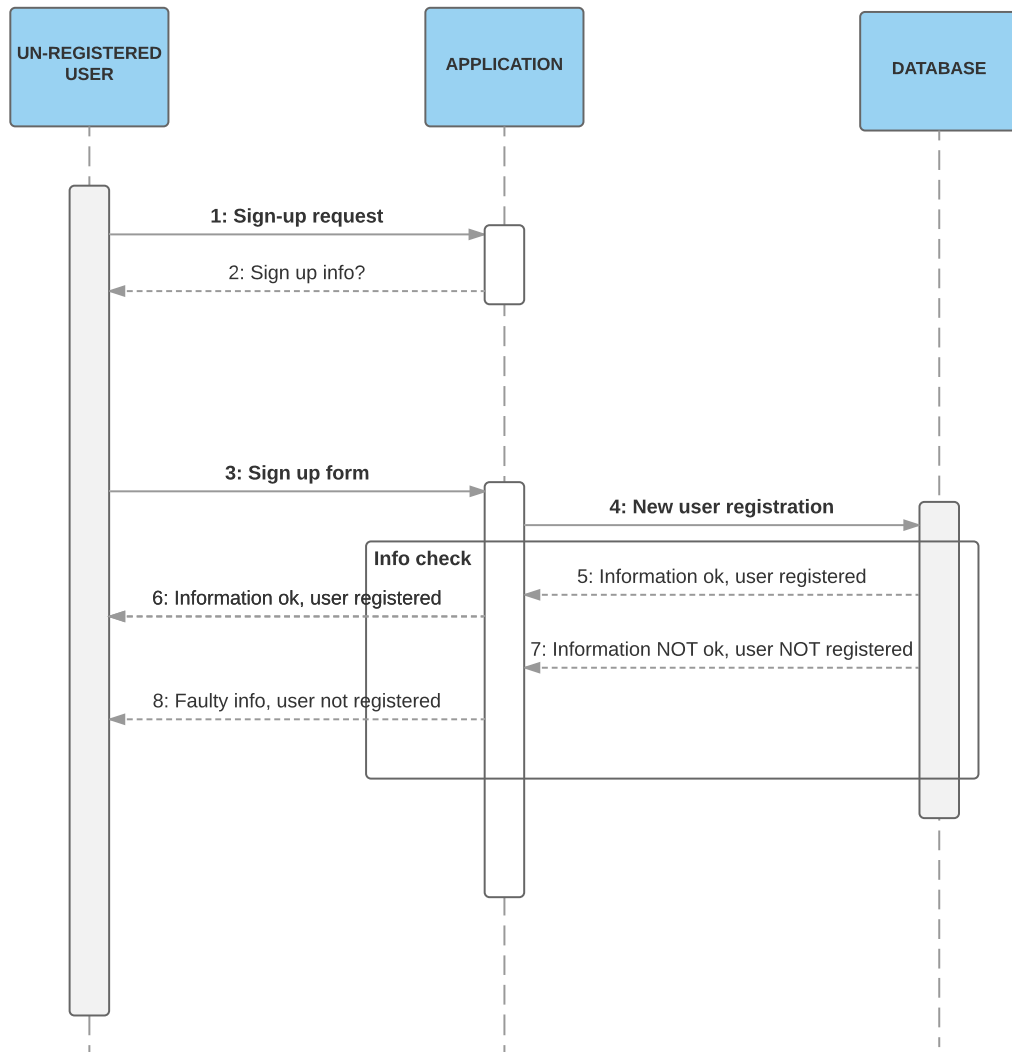 UN-REGISTERED
USER
APPLICATION
DATABASE
1: Sign-up request
2: Sign up info?
3: Sign up form
4: New user registration
Info check
5: Information ok, user registered
6: Information ok, user registered
7: Information NOT ok, user NOT registered
8: Faulty info, user not registered